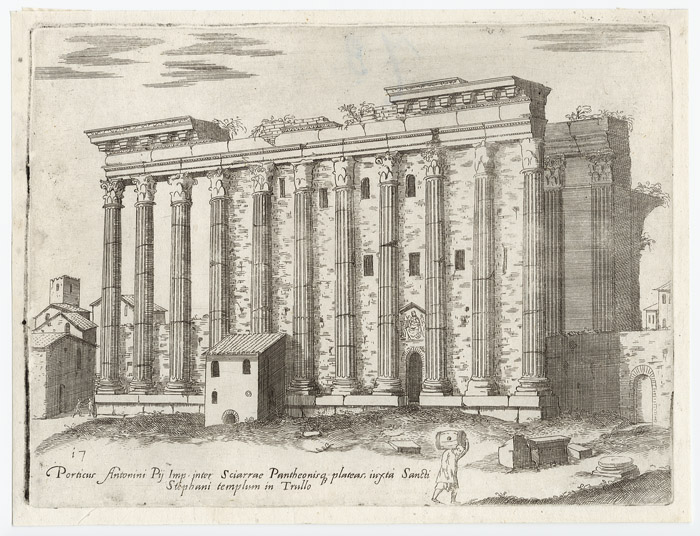 17
Porticus Antonini Pij Imp. inter Sciarrae Pantheonisq. plateas. iuxta Sancti
Stephani templum in Trullo